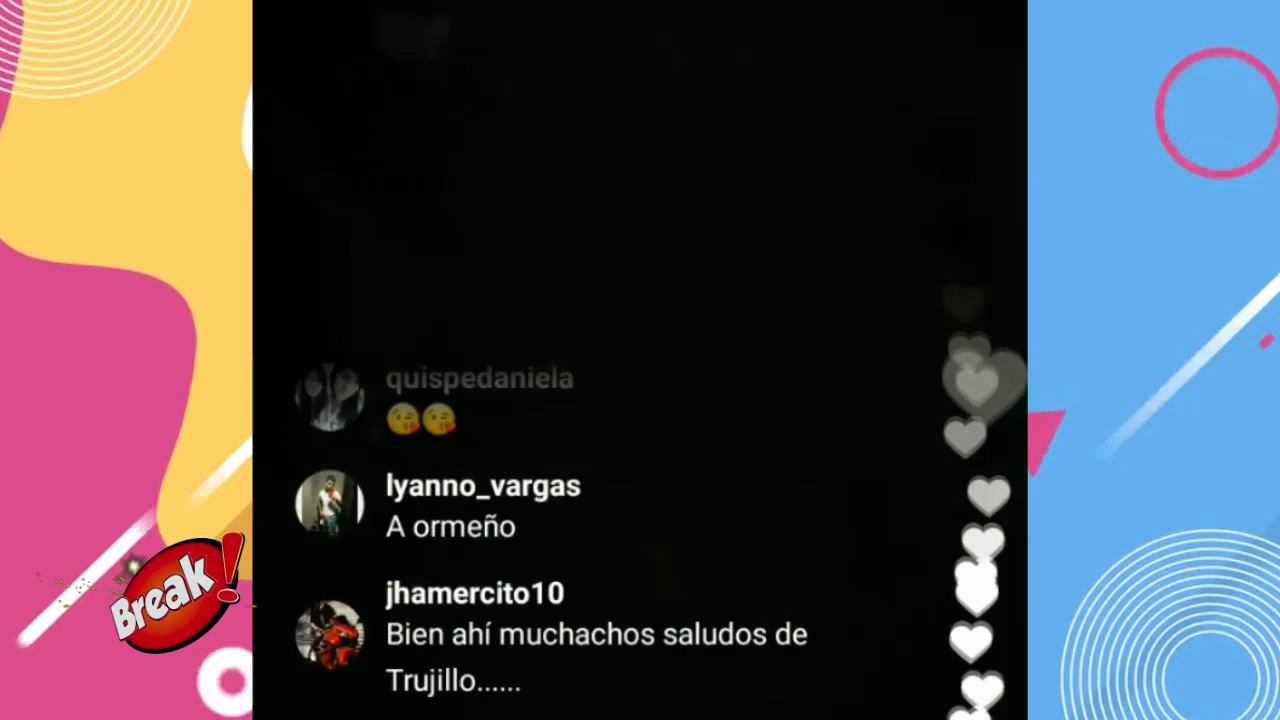 quispedaniela
😘😘
lyanno_vargas
A ormeño
jhamercito10
Bien ahí muchachos saludos de
Trujillo......
Break!